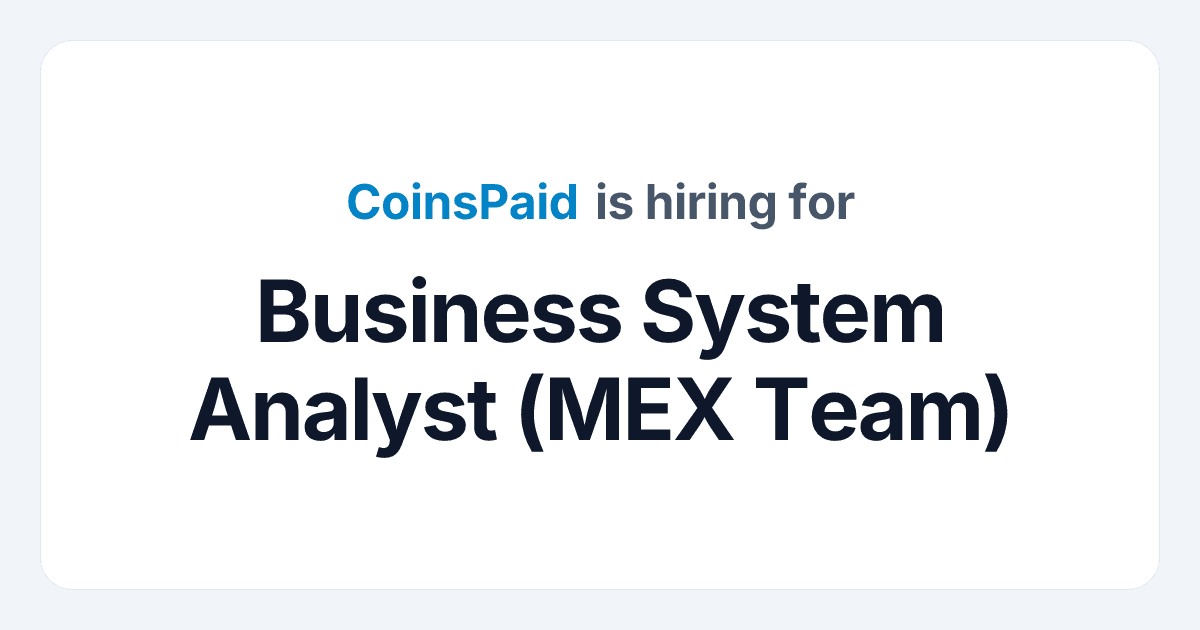 CoinsPaid is hiring for
Business System
Analyst (MEX Team)